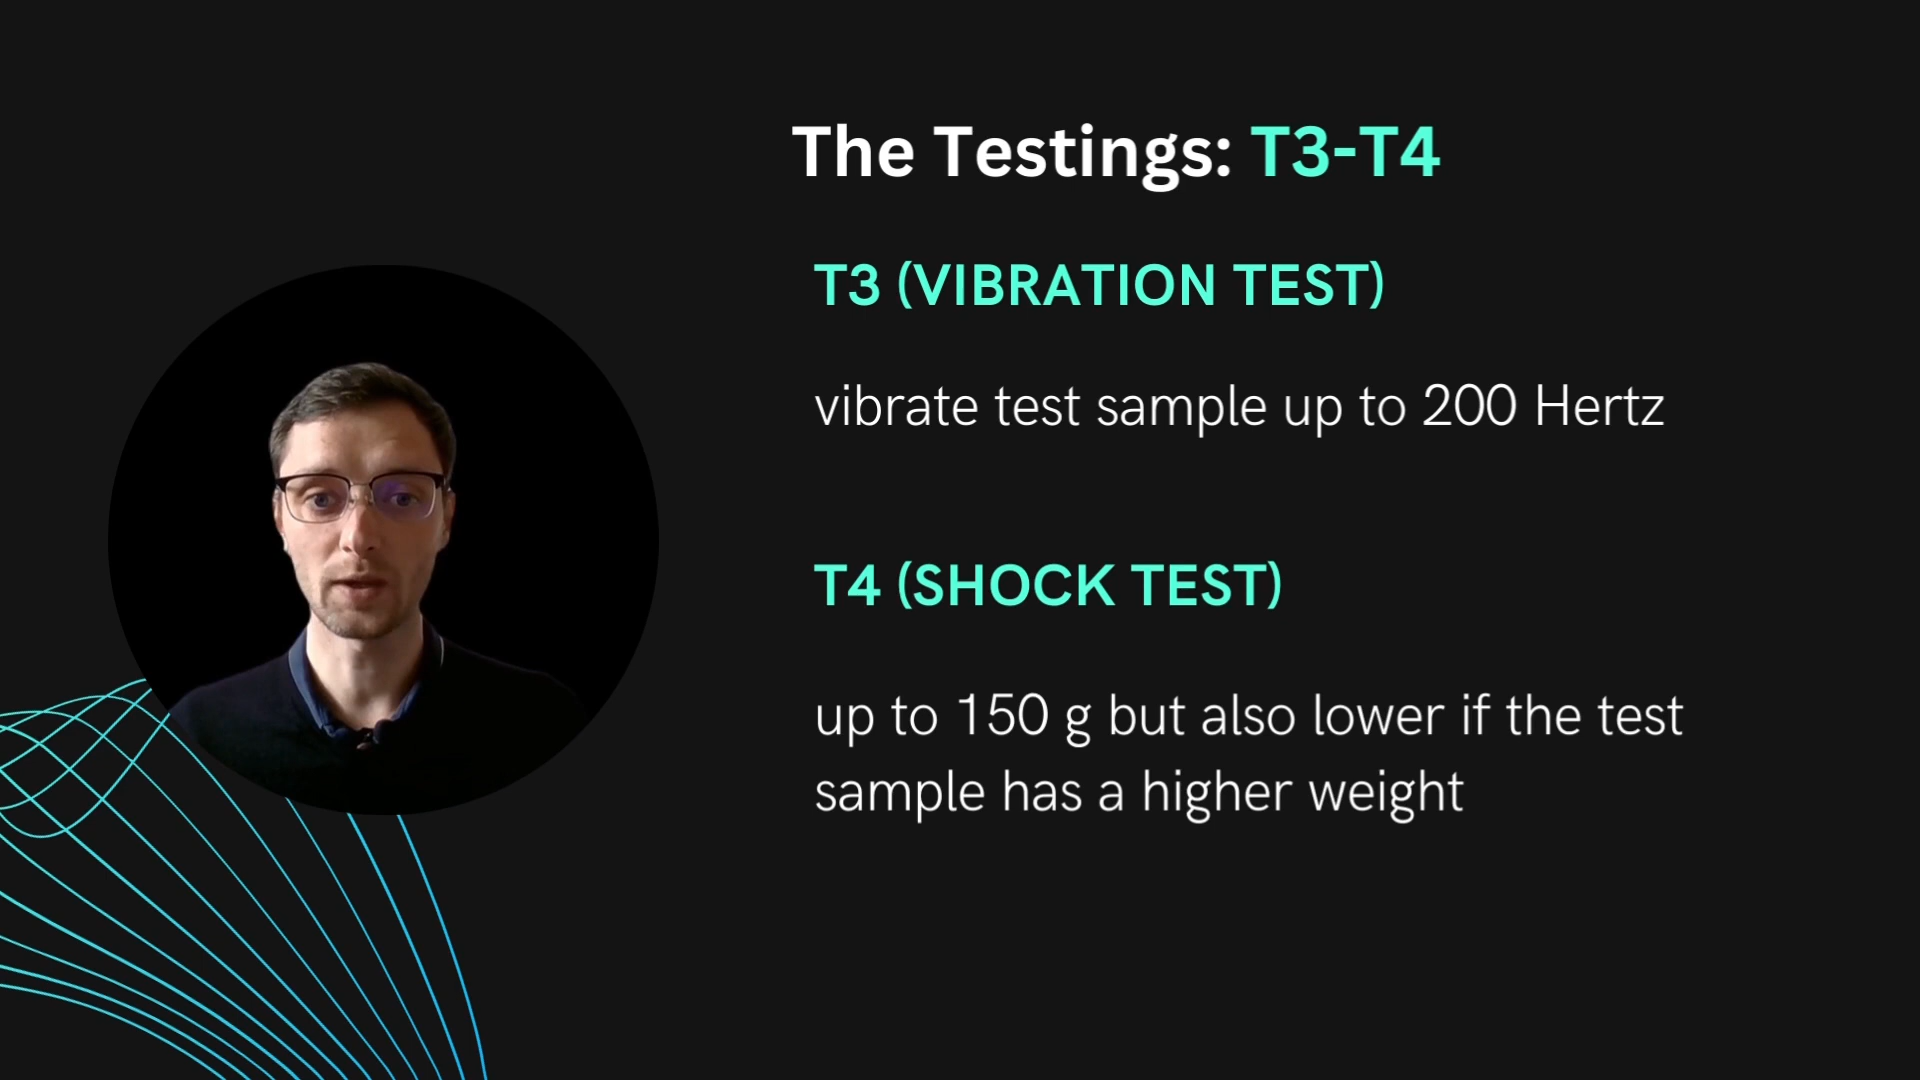 The Testings: T3-T4
T3 (VIBRATION TEST)
vibrate test sample up to 200 Hertz
T4 (SHOCK TEST)
up to 150 g but also lower if the test
sample has a higher weight